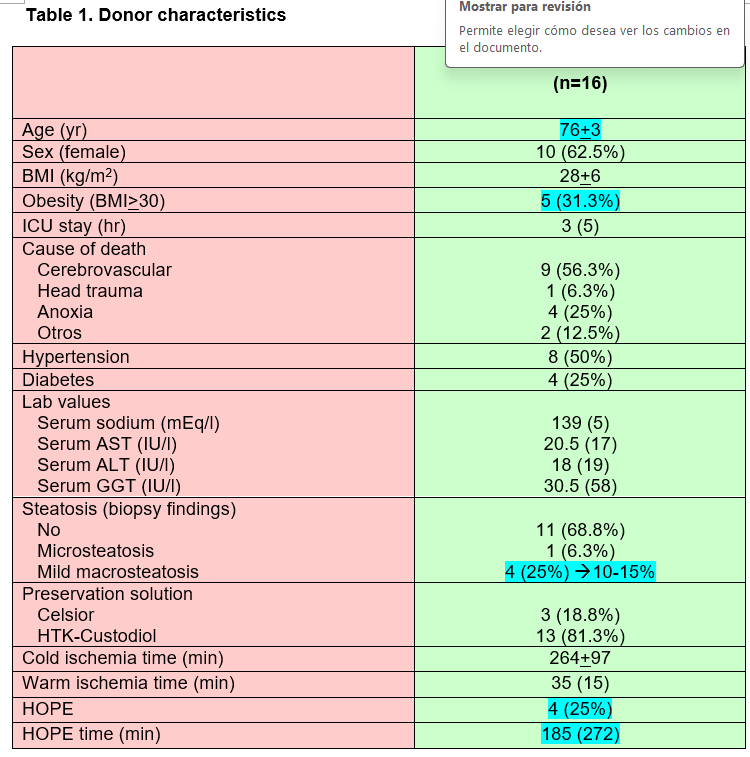 Table 1. Donor characteristics
Mostrar para revisión
Permite elegir cómo desea ver los cambios en
el documento.
(n=16)
Age (yr) 76±3
Sex (female) 10 (62.5%)
BMI (kg/m²) 28±6
Obesity (BMI≥30) 5 (31.3%)
ICU stay (hr) 3 (5)
Cause of death
Cerebrovascular 9 (56.3%)
Head trauma 1 (6.3%)
Anoxia 4 (25%)
Otros 2 (12.5%)
Hypertension 8 (50%)
Diabetes 4 (25%)
Lab values
Serum sodium (mEq/l) 139 (5)
Serum AST (IU/l) 20.5 (17)
Serum ALT (IU/l) 18 (19)
Serum GGT (IU/l) 30.5 (58)
Steatosis (biopsy findings)
No 11 (68.8%)
Microsteatosis 1 (6.3%)
Mild macrosteatosis 4 (25%) →10-15%
Preservation solution
Celsior 3 (18.8%)
HTK-Custodiol 13 (81.3%)
Cold ischemia time (min) 264±97
Warm ischemia time (min) 35 (15)
HOPE 4 (25%)
HOPE time (min) 185 (272)